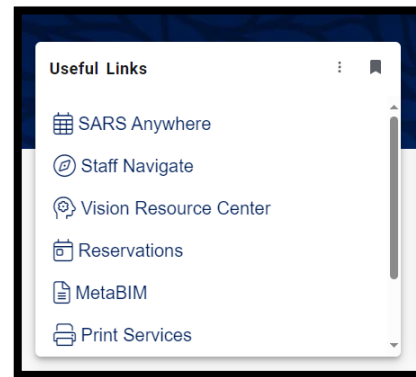 Useful Links
SARS Anywhere
Staff Navigate
Vision Resource Center
Reservations
MetaBIM
Print Services